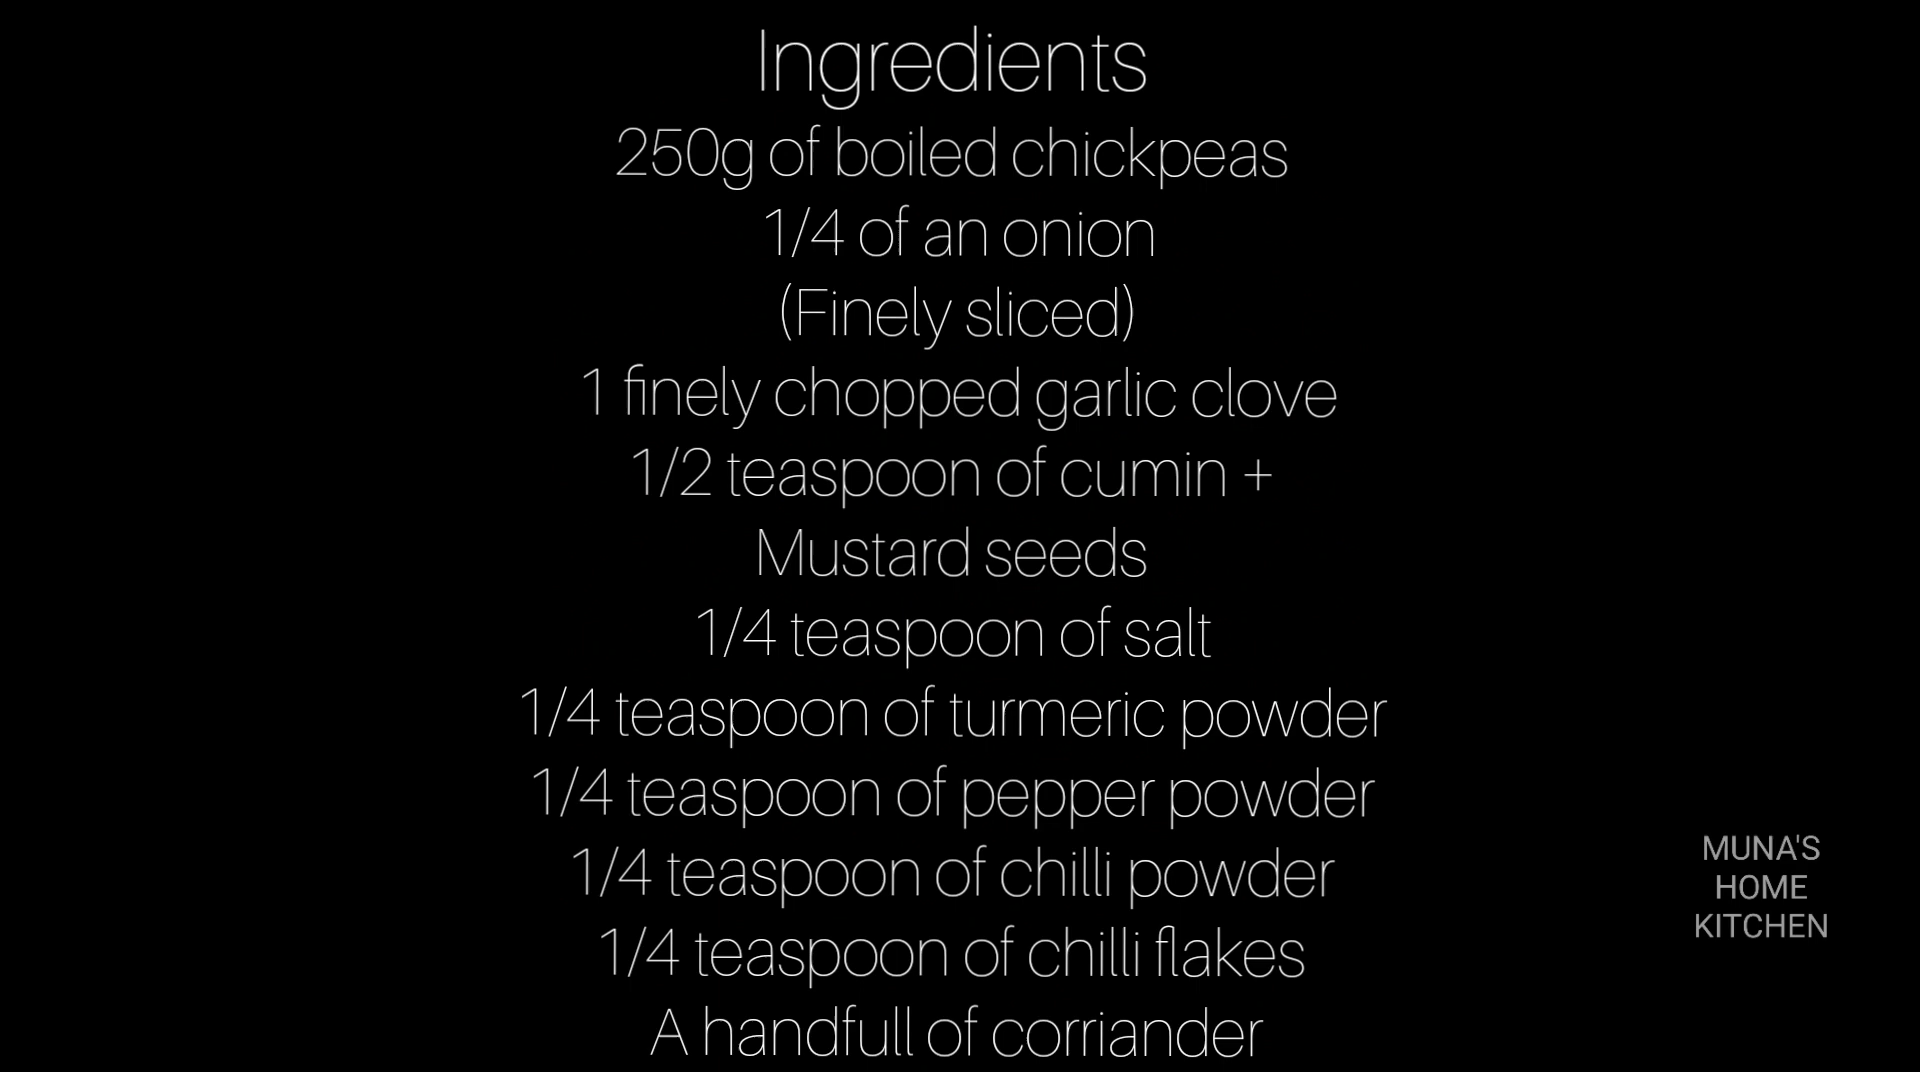 Ingredients
250g of boiled chickpeas
1/4 of an onion
(Finely sliced)
1 finely chopped garlic clove
1/2 teaspoon of cumin +
Mustard seeds
1/4 teaspoon of salt
1/4 teaspoon of turmeric powder
1/4 teaspoon of pepper powder
1/4 teaspoon of chilli powder
1/4 teaspoon of chilli flakes
A handfull of corriander
MUNA'S
HOME
KITCHEN